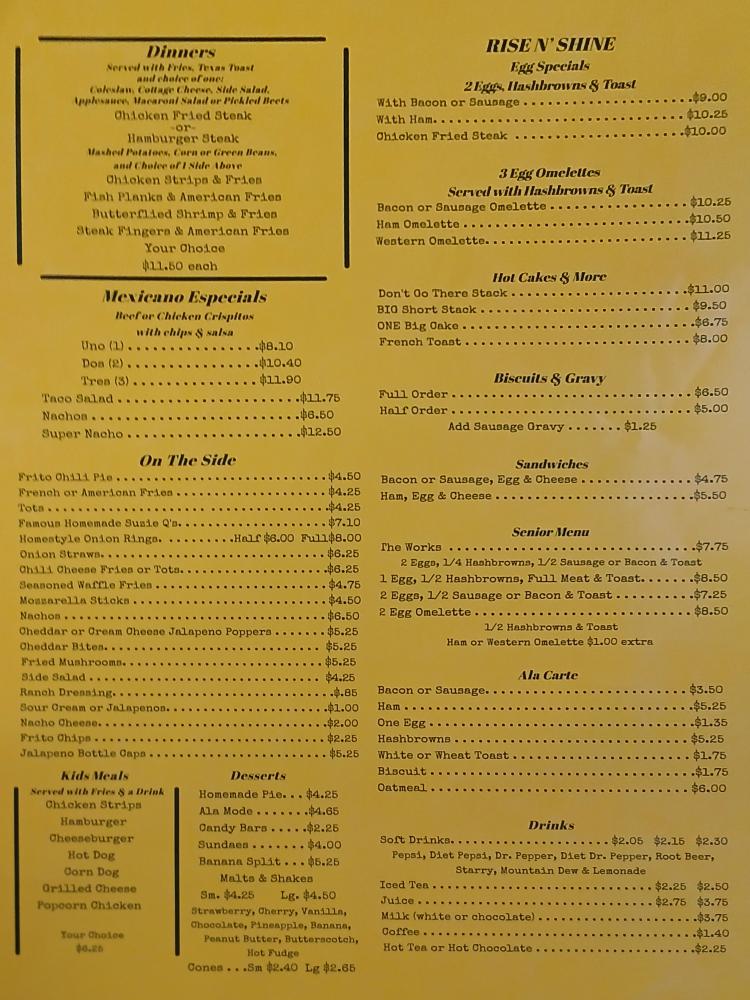 Dinners
Served with Fries, Texas Toast
and choice of one:
Coleslaw, Cottage Cheese, Side Salad,
Applesauce, Macaroni Salad or Pickled Beets
Chicken Fried Steak
-or-
Hamburger Steak
Mashed Potatoes, Corn or Green Beans,
and Choice of 1 Side Above
Chicken Strips & Fries
Fish Planks & American Fries
Butterflied Shrimp & Fries
Steak Fingers & American Fries
Your Choice
$11.50 each
Mexicano Especials
Beef or Chicken Crispitos
with chips & salsa
Uno (1) . . . . . . . . . . . . . . .$8.10
Dos (2) . . . . . . . . . . . . . . .$10.40
Tres (3) . . . . . . . . . . . . . .$11.90
Taco Salad . . . . . . . . . . . . . . . . . . . . .$11.75
Nachos . . . . . . . . . . . . . . . . . . . . . . . .$6.50
Super Nacho . . . . . . . . . . . . . . . . . . . .$12.50
On The Side
Frito Chili Pie . . . . . . . . . . . . . . . . . . . . . . . . .$4.50
French or American Fries . . . . . . . . . . . . . . . . . .$4.25
Tots . . . . . . . . . . . . . . . . . . . . . . . . . . . . . . . . . .$4.25
Famous Homemade Suzie Q's. . . . . . . . . . . . . . . . . .$7.10
Homestyle Onion Rings. . . . . . . . . .Half $6.00 Full $8.00
Onion Straws. . . . . . . . . . . . . . . . . . . . . . . . . . .$6.25
Chili Cheese Fries or Tots. . . . . . . . . . . . . . . . . .$6.25
Seasoned Waffle Fries . . . . . . . . . . . . . . . . . . . . .$4.75
Mozzarella Sticks . . . . . . . . . . . . . . . . . . . . . . . .$4.50
Nachos . . . . . . . . . . . . . . . . . . . . . . . . . . . . . . . .$6.50
Cheddar or Cream Cheese Jalapeno Poppers . . . . . . .$5.25
Cheddar Bites. . . . . . . . . . . . . . . . . . . . . . . . . . . $5.25
Fried Mushrooms. . . . . . . . . . . . . . . . . . . . . . . . .$5.25
Side Salad . . . . . . . . . . . . . . . . . . . . . . . . . . . . . $4.25
Ranch Dressing. . . . . . . . . . . . . . . . . . . . . . . . . . .$.85
Sour Cream or Jalapenos. . . . . . . . . . . . . . . . . . . .$1.00
Nacho Cheese. . . . . . . . . . . . . . . . . . . . . . . . . . . .$2.00
Frito Chips . . . . . . . . . . . . . . . . . . . . . . . . . . . . .$2.25
Jalapeno Bottle Caps . . . . . . . . . . . . . . . . . . . . . .$5.25
Kids Meals
Served with Fries & a Drink
Chicken Strips
Hamburger
Cheeseburger
Hot Dog
Corn Dog
Grilled Cheese
Popcorn Chicken
Your Choice
$6.25
Desserts
Homemade Pie. . . $4.25
Ala Mode . . . . . . .$4.65
Candy Bars . . . . .$2.25
Sundaes . . . . . . . $4.00
Banana Split . . . $5.25
Malts & Shakes
Sm. $4.25 Lg. $4.50
Strawberry, Cherry, Vanilla,
Chocolate, Pineapple, Banana,
Peanut Butter, Butterscotch,
Hot Fudge
Cones . . .Sm $2.40 Lg $2.65
RISE N' SHINE
Egg Specials
2 Eggs, Hashbrowns & Toast
With Bacon or Sausage . . . . . . . . . . . . . . . . . . . . .$9.00
With Ham. . . . . . . . . . . . . . . . . . . . . . . . . . . . . . . $10.25
Chicken Fried Steak . . . . . . . . . . . . . . . . . . . . . .$10.00
3 Egg Omelettes
Served with Hashbrowns & Toast
Bacon or Sausage Omelette . . . . . . . . . . . . . . . . . . $10.25
Ham Omelette . . . . . . . . . . . . . . . . . . . . . . . . . . . .$10.50
Western Omelette. . . . . . . . . . . . . . . . . . . . . . . . . .$11.25
Hot Cakes & More
Don't Go There Stack . . . . . . . . . . . . . . . . . . . . . .$11.00
BIG Short Stack . . . . . . . . . . . . . . . . . . . . . . . . . . $9.50
ONE Big Cake . . . . . . . . . . . . . . . . . . . . . . . . . . . . .$6.75
French Toast . . . . . . . . . . . . . . . . . . . . . . . . . . . . .$8.00
Biscuits & Gravy
Full Order . . . . . . . . . . . . . . . . . . . . . . . . . . . . . . $6.50
Half Order . . . . . . . . . . . . . . . . . . . . . . . . . . . . . . $5.00
Add Sausage Gravy . . . . . . . $1.25
Sandwiches
Bacon or Sausage, Egg & Cheese . . . . . . . . . . . . . . $4.75
Ham, Egg & Cheese . . . . . . . . . . . . . . . . . . . . . . . . .$5.50
Senior Menu
The Works . . . . . . . . . . . . . . . . . . . . . . . . . . . . . . .$7.75
2 Eggs, 1/4 Hashbrowns, 1/2 Sausage or Bacon & Toast
1 Egg, 1/2 Hashbrowns, Full Meat & Toast. . . . . . .$8.50
2 Eggs, 1/2 Sausage or Bacon & Toast . . . . . . . . . . $7.25
2 Egg Omelette . . . . . . . . . . . . . . . . . . . . . . . . . . . $8.50
1/2 Hashbrowns & Toast
Ham or Western Omelette $1.00 extra
Ala Carte
Bacon or Sausage. . . . . . . . . . . . . . . . . . . . . . . . . $3.50
Ham . . . . . . . . . . . . . . . . . . . . . . . . . . . . . . . . . . . .$5.25
One Egg . . . . . . . . . . . . . . . . . . . . . . . . . . . . . . . . .$1.35
Hashbrowns . . . . . . . . . . . . . . . . . . . . . . . . . . . . . . $5.25
White or Wheat Toast . . . . . . . . . . . . . . . . . . . . . . $1.75
Biscuit . . . . . . . . . . . . . . . . . . . . . . . . . . . . . . . . . .$1.75
Oatmeal . . . . . . . . . . . . . . . . . . . . . . . . . . . . . . . . . $6.00
Drinks
Soft Drinks. . . . . . . . . . . . . . . . . . . . $2.05 $2.15 $2.30
Pepsi, Diet Pepsi, Dr. Pepper, Diet Dr. Pepper, Root Beer,
Starry, Mountain Dew & Lemonade
Iced Tea . . . . . . . . . . . . . . . . . . . . . . . . . . .$2.25 $2.50
Juice . . . . . . . . . . . . . . . . . . . . . . . . . . . . . $2.75 $3.75
Milk (white or chocolate) . . . . . . . . . . . . . . . . . . . .$3.75
Coffee . . . . . . . . . . . . . . . . . . . . . . . . . . . . . . . . . . .$1.40
Hot Tea or Hot Chocolate . . . . . . . . . . . . . . . . . . . .$2.25